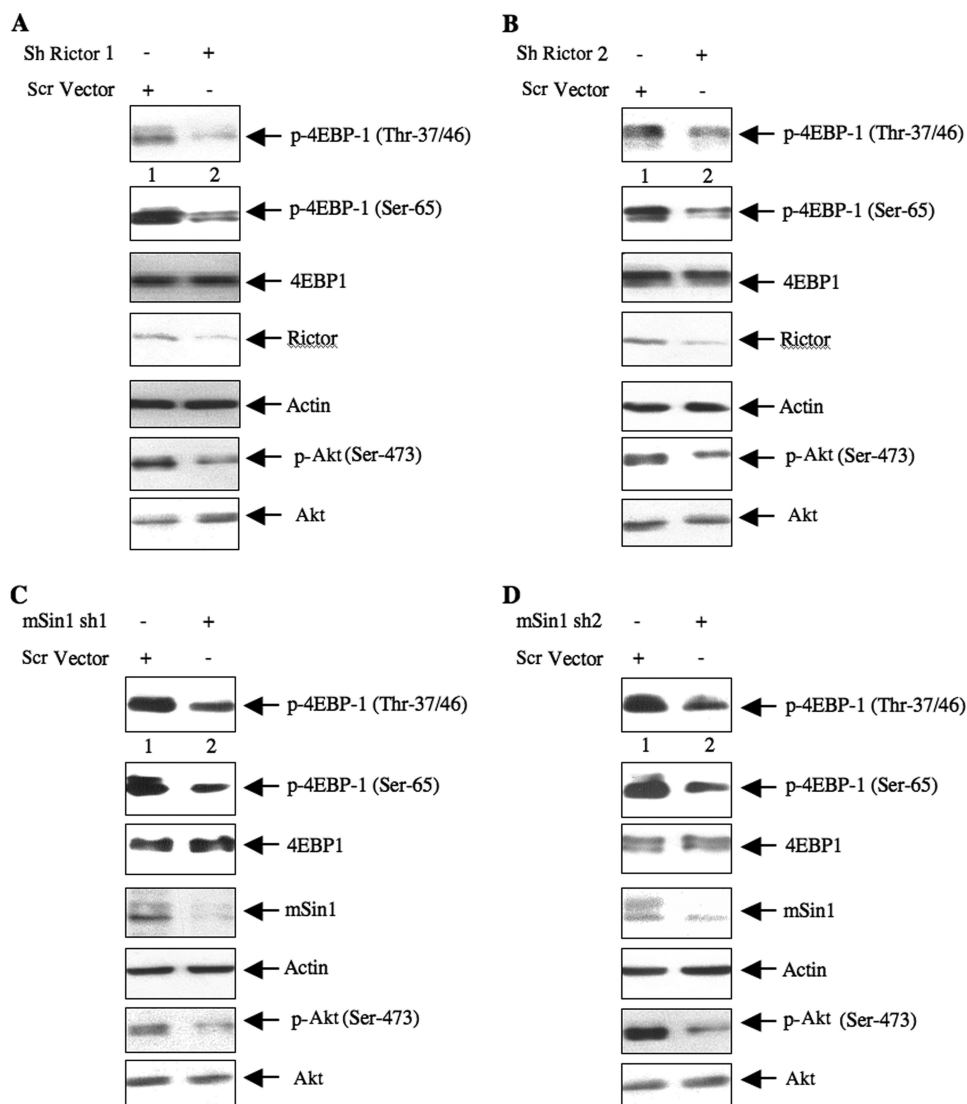 A
Sh Rictor 1 - +
Scr Vector + -
p-4EBP-1 (Thr-37/46)
1 2
p-4EBP-1 (Ser-65)
4EBP1
Rictor
Actin
p-Akt (Ser-473)
Akt
B
Sh Rictor 2 - +
Scr Vector + -
p-4EBP-1 (Thr-37/46)
1 2
p-4EBP-1 (Ser-65)
4EBP1
Rictor
Actin
p-Akt (Ser-473)
Akt
C
mSin1 sh1 - +
Scr Vector + -
p-4EBP-1 (Thr-37/46)
1 2
p-4EBP-1 (Ser-65)
4EBP1
mSin1
Actin
p-Akt (Ser-473)
Akt
D
mSin1 sh2 - +
Scr Vector + -
p-4EBP-1 (Thr-37/46)
1 2
p-4EBP-1 (Ser-65)
4EBP1
mSin1
Actin
p-Akt (Ser-473)
Akt